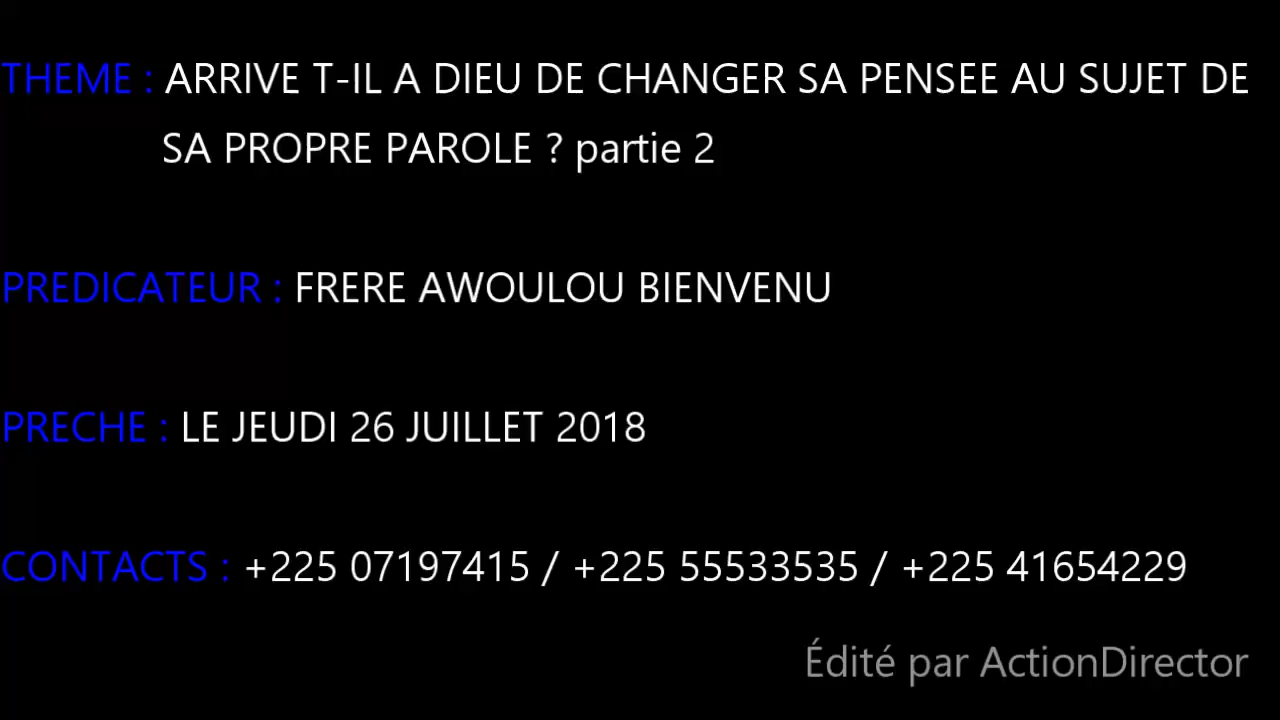 THEME : ARRIVE T-IL A DIEU DE CHANGER SA PENSEE AU SUJET DE
SA PROPRE PAROLE ? partie 2
PREDICATEUR : FRERE AWOULOU BIENVENU
PRECHE : LE JEUDI 26 JUILLET 2018
CONTACTS : +225 07197415 / +225 55533535 / +225 41654229
Édité par ActionDirector